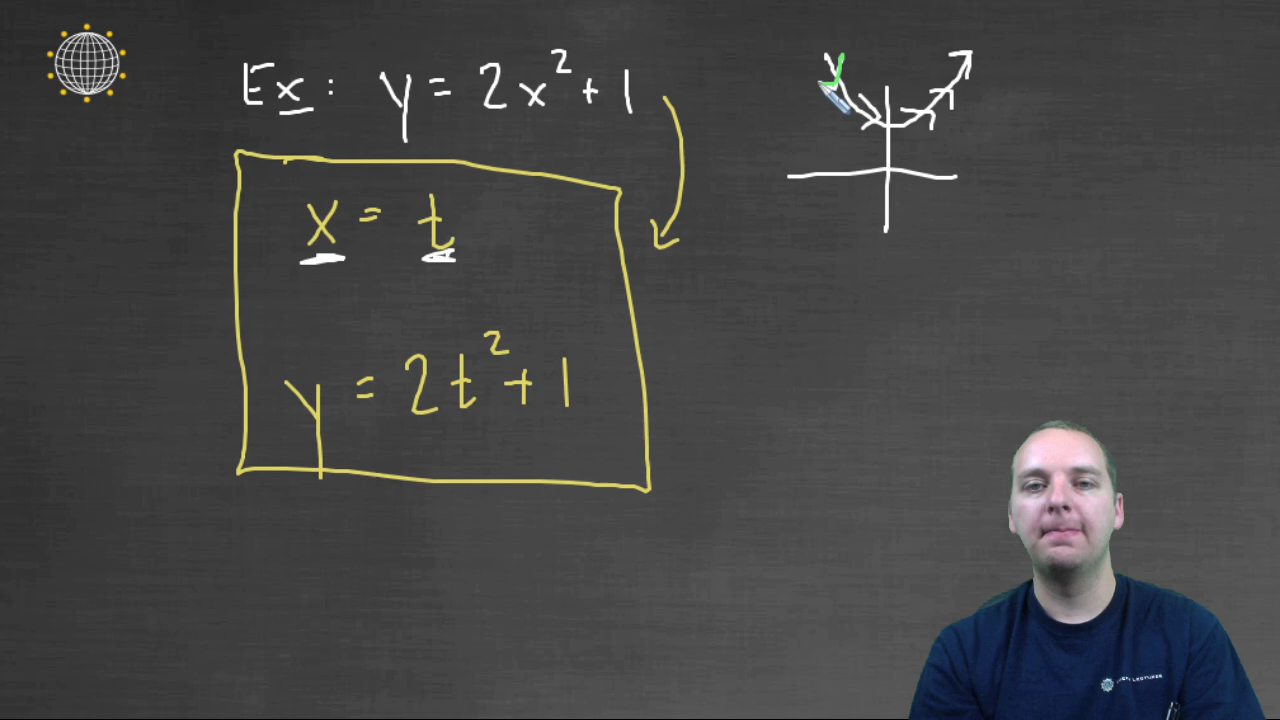 Ex: y = 2x² + 1
x = t
y = 2t² + 1